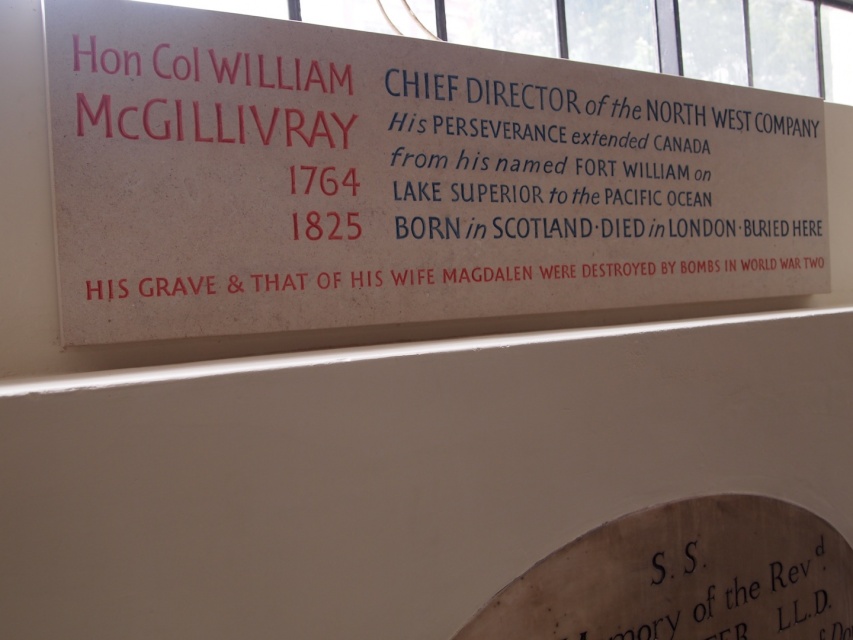 Hon Col WILLIAM
McGILLIVRAY
1764
1825
CHIEF DIRECTOR of the NORTH WEST COMPANY
His PERSEVERANCE extended CANADA
from his named FORT WILLIAM on
LAKE SUPERIOR to the PACIFIC OCEAN
BORN in SCOTLAND·DIED in LONDON·BURIED HERE
HIS GRAVE & THAT OF HIS WIFE MAGDALEN WERE DESTROYED BY BOMBS IN WORLD WAR TWO
S. S.
of the Revd.
LL.D.